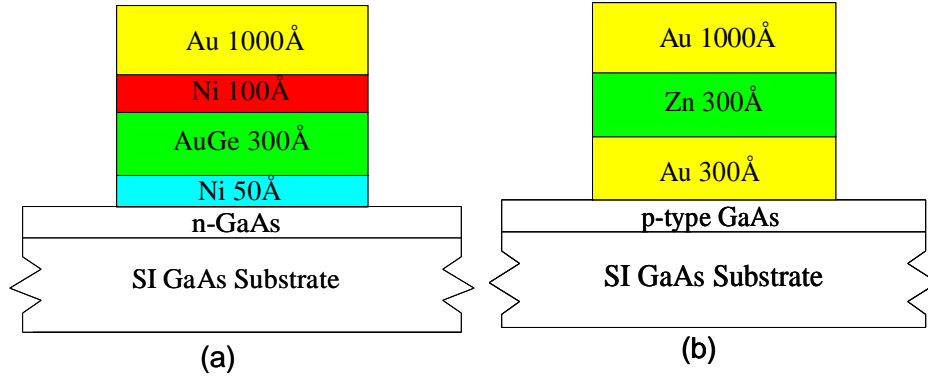 Au 1000Å
Ni 100Å
AuGe 300Å
Ni 50Å
n-GaAs
SI GaAs Substrate
(a)
Au 1000Å
Zn 300Å
Au 300Å
p-type GaAs
SI GaAs Substrate
(b)